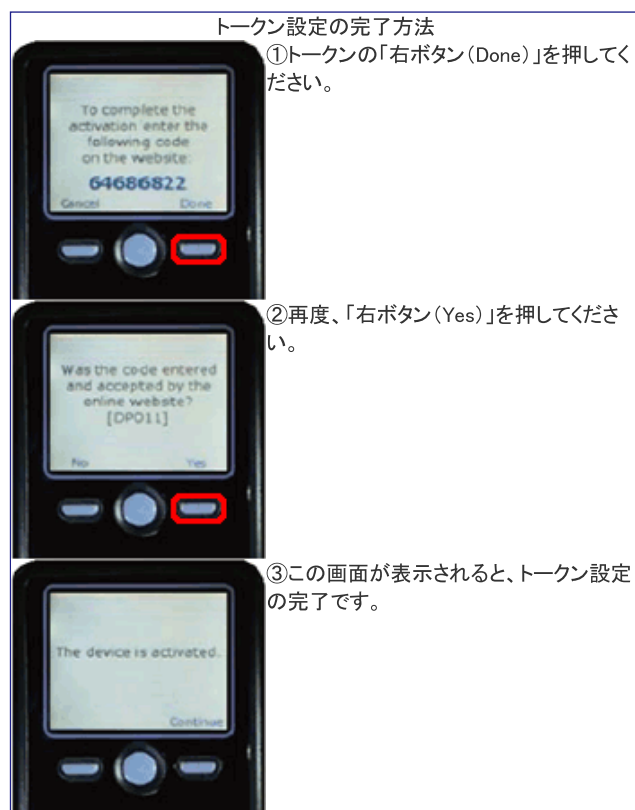 トークン設定の完了方法
①トークンの「右ボタン（Done）」を押してく
ださい。
To complete the
activation enter the
following code
on the website:
64686822
Cancel Done
②再度、「右ボタン（Yes）」を押してくださ
い。
Was the code entered
and accepted by the
online website?
[DP011]
No Yes
③この画面が表示されると、トークン設定
の完了です。
The device is activated.
Continue